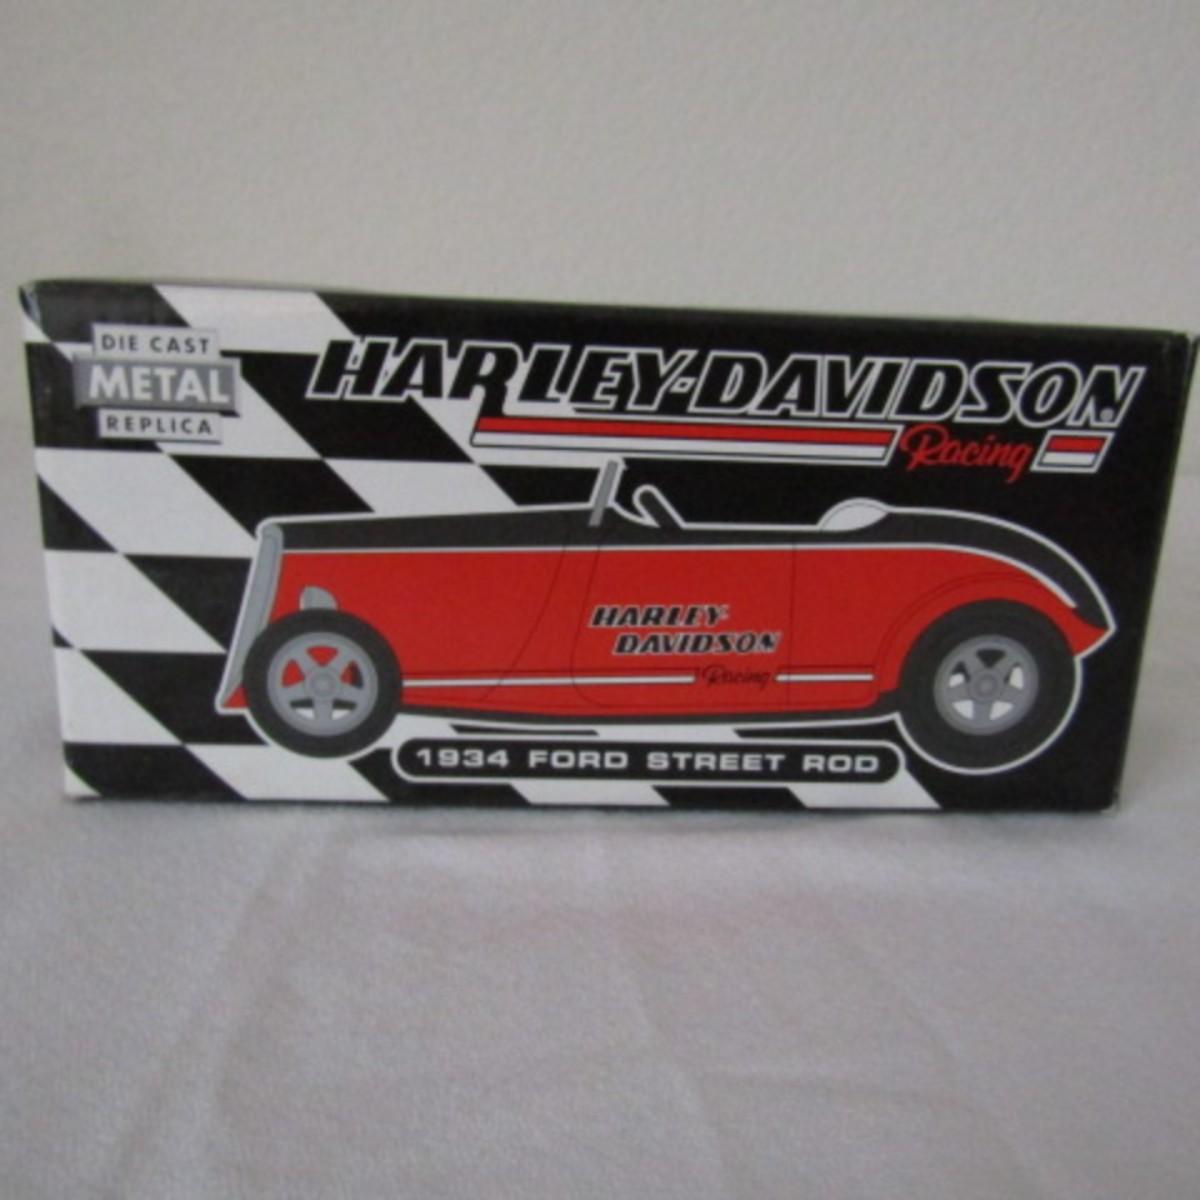 DIE CAST
METAL
REPLICA
HARLEY-DAVIDSON®
Racing
HARLEY-
DAVIDSON
Racing
1934 FORD STREET ROD